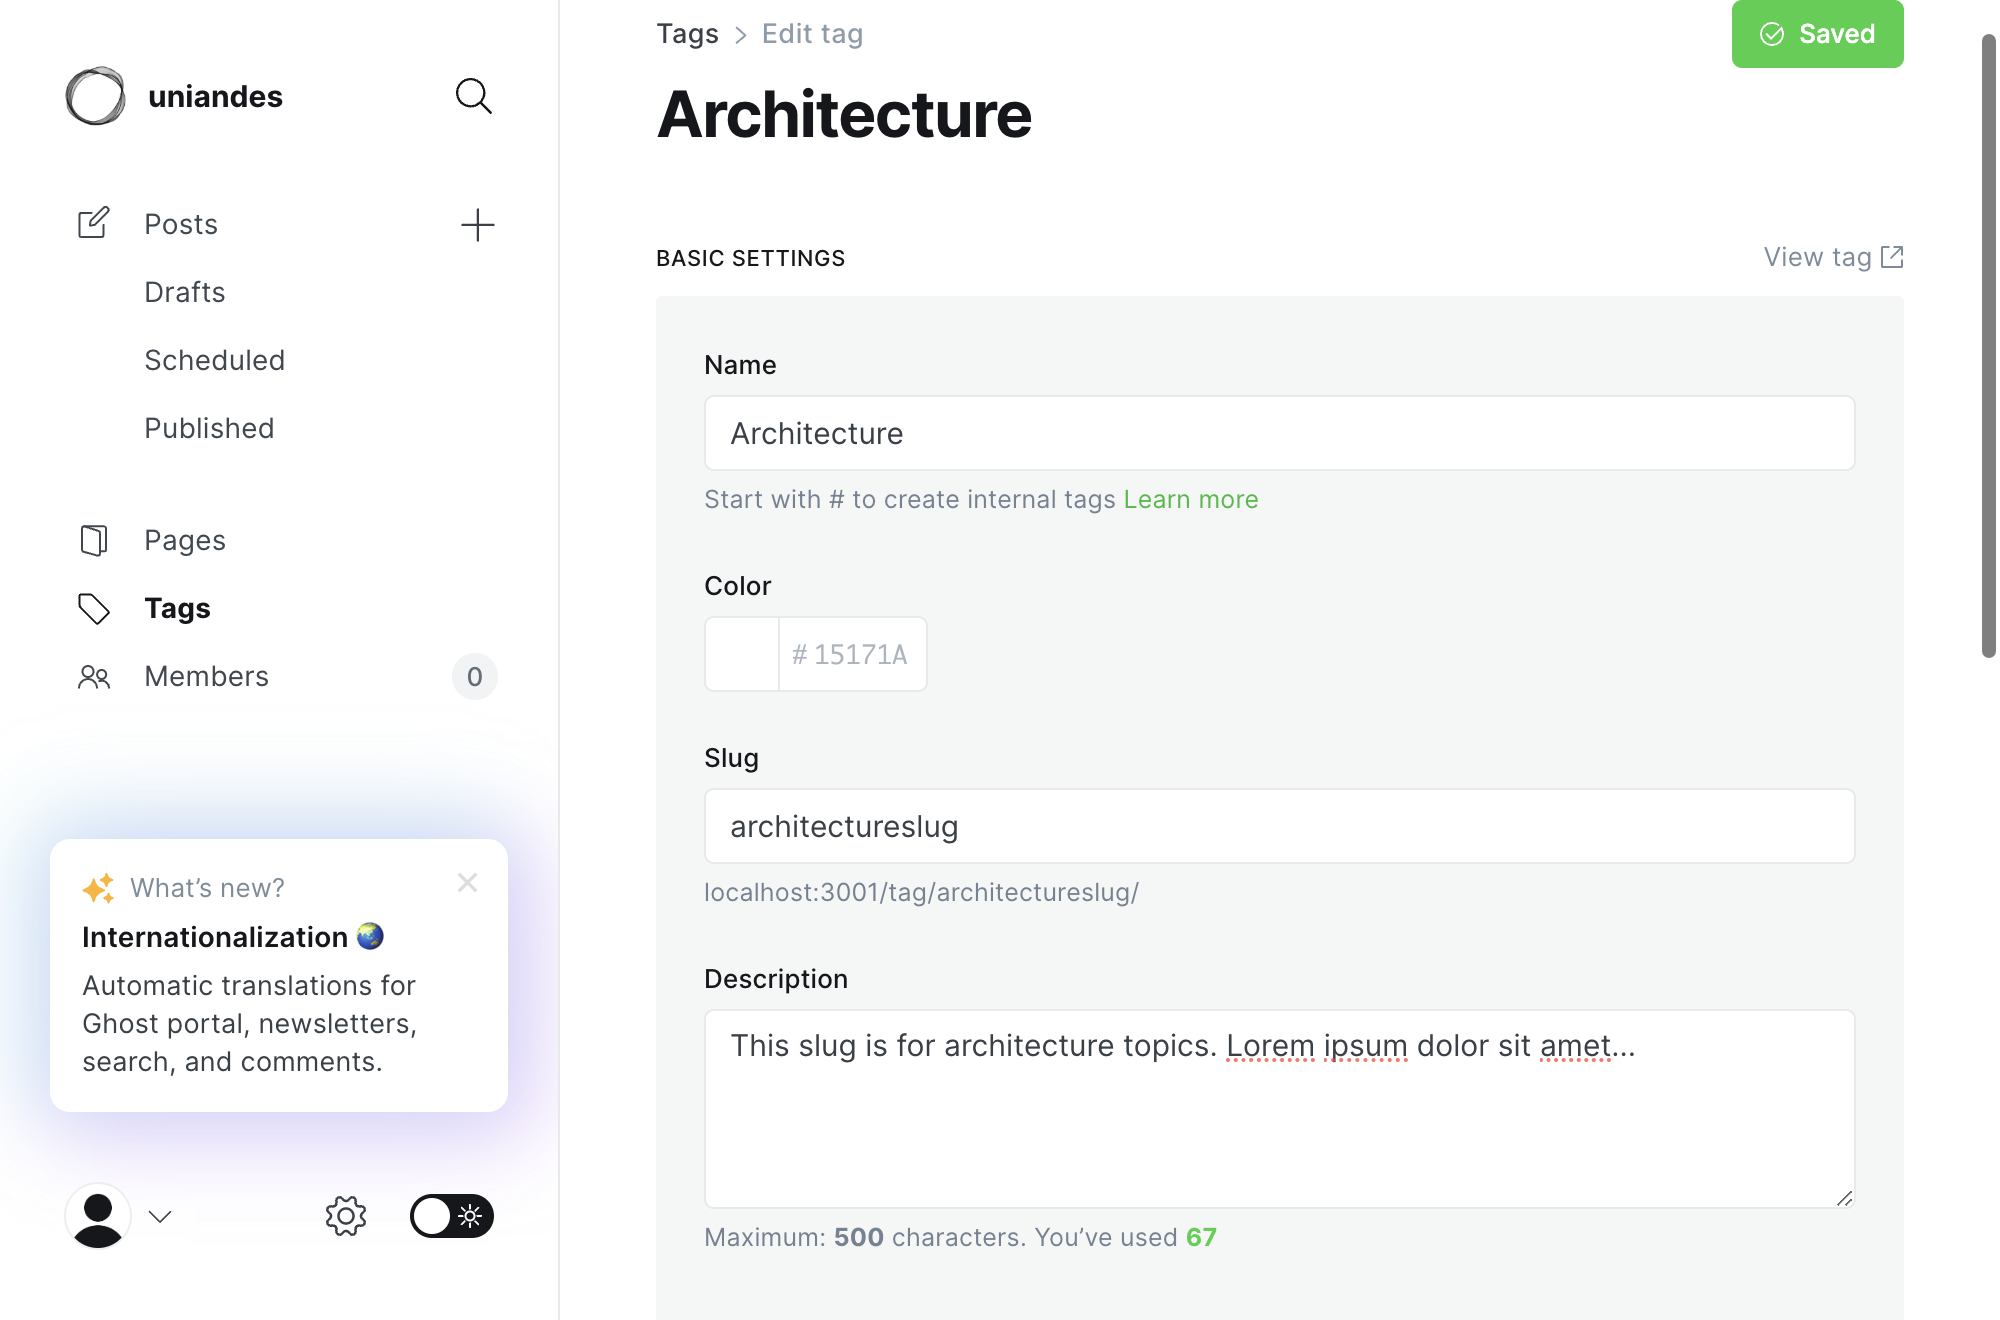 uniandes
Posts
Drafts
Scheduled
Published
Pages
Tags
Members
0
What's new?
Internationalization 🌏
Automatic translations for
Ghost portal, newsletters,
search, and comments.
Tags > Edit tag
Saved
Architecture
BASIC SETTINGS
View tag
Name
Architecture
Start with # to create internal tags Learn more
Color
# 15171A
Slug
architectureslug
localhost:3001/tag/architectureslug/
Description
This slug is for architecture topics. Lorem ipsum dolor sit amet...
Maximum: 500 characters. You've used 67